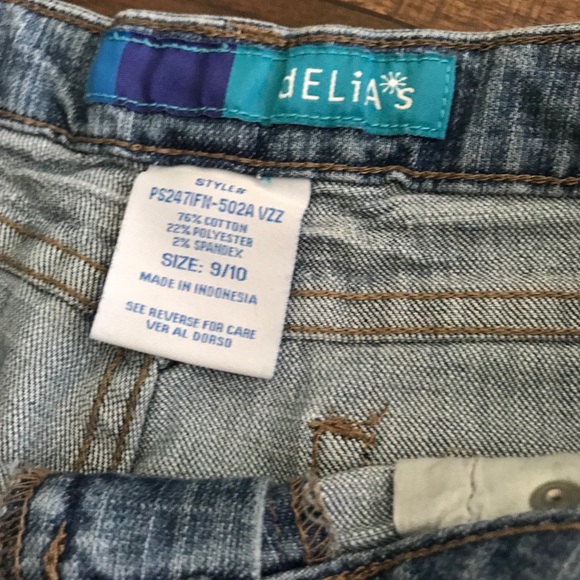 dELiA*s
STYLE#
PS2471FN-502A VZZ
76% COTTON
22% POLYESTER
2% SPANDEX
SIZE: 9/10
MADE IN INDONESIA
SEE REVERSE FOR CARE
VER AL DORSO